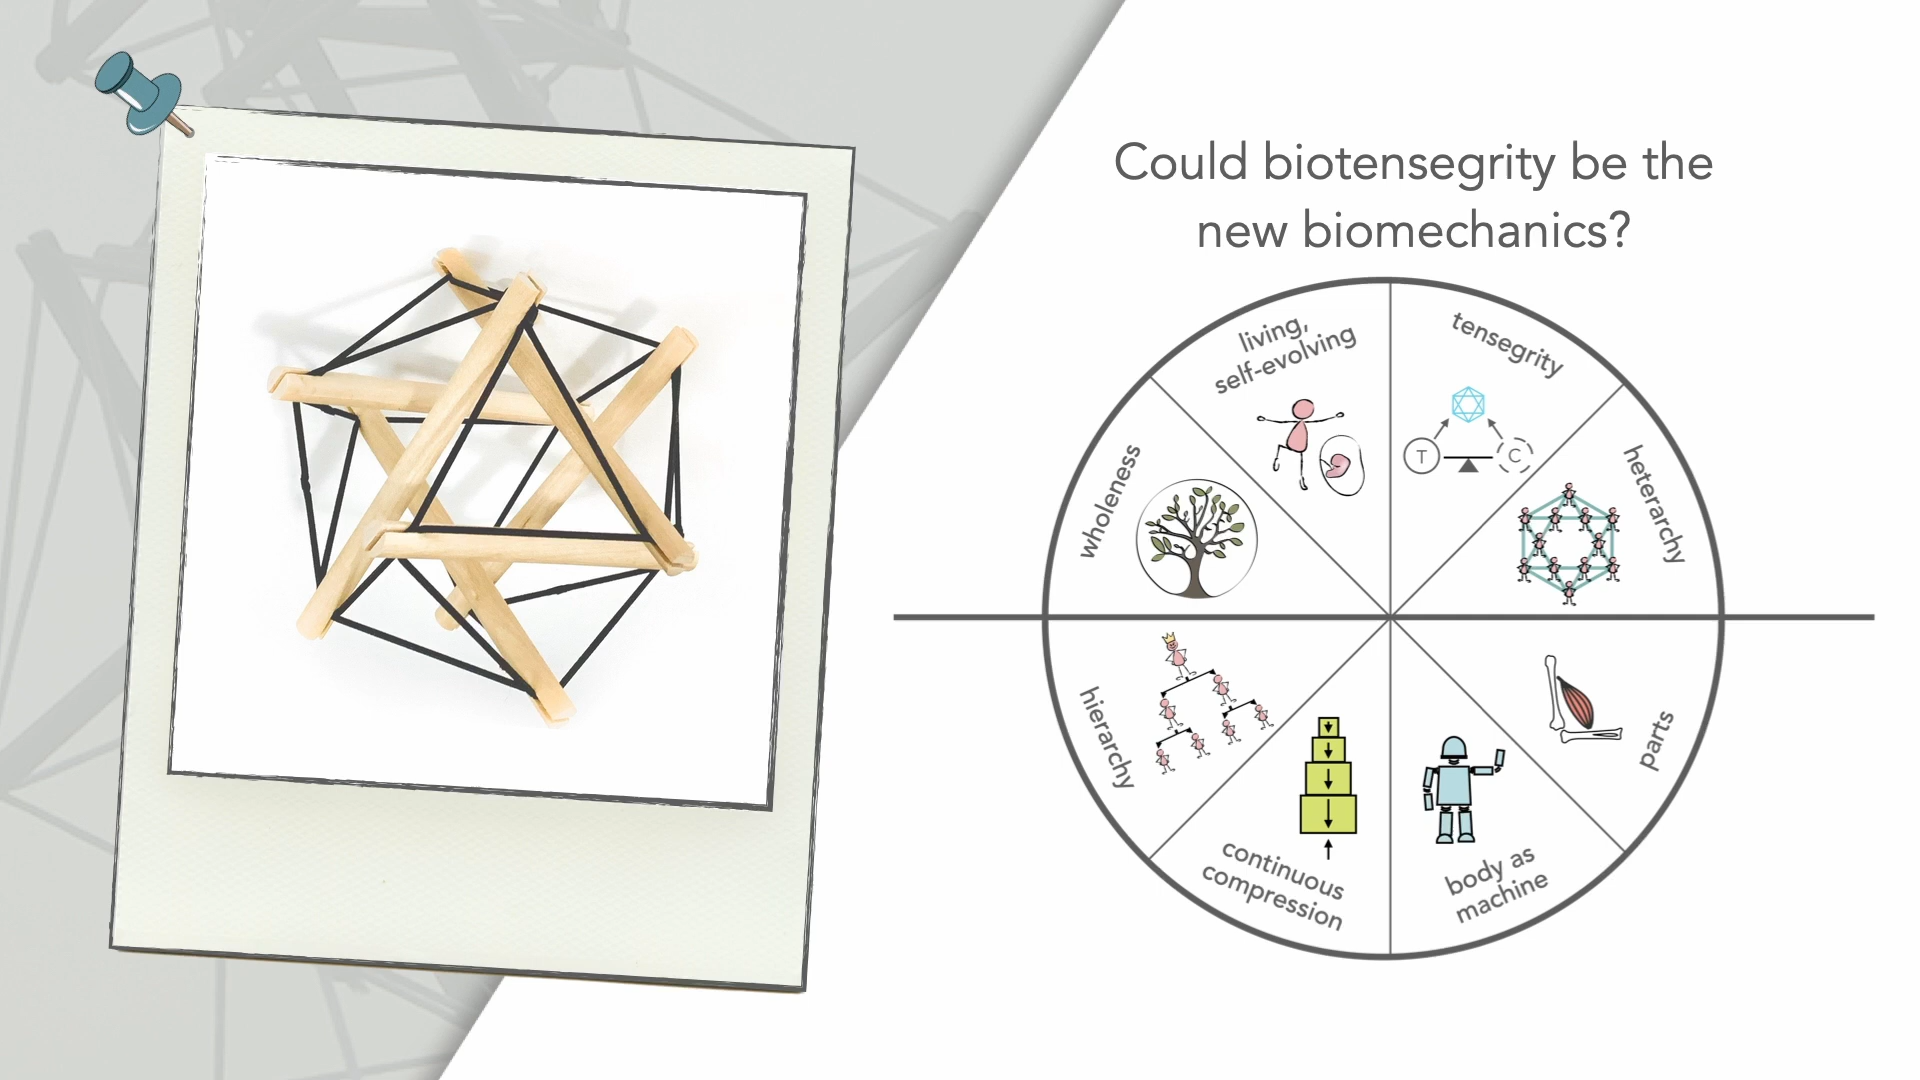 Could biotensegrity be the
new biomechanics?
living,
self-evolving
tensegrity
T
C
wholeness
heterarchy
hierarchy
parts
continuous
compression
body as
machine